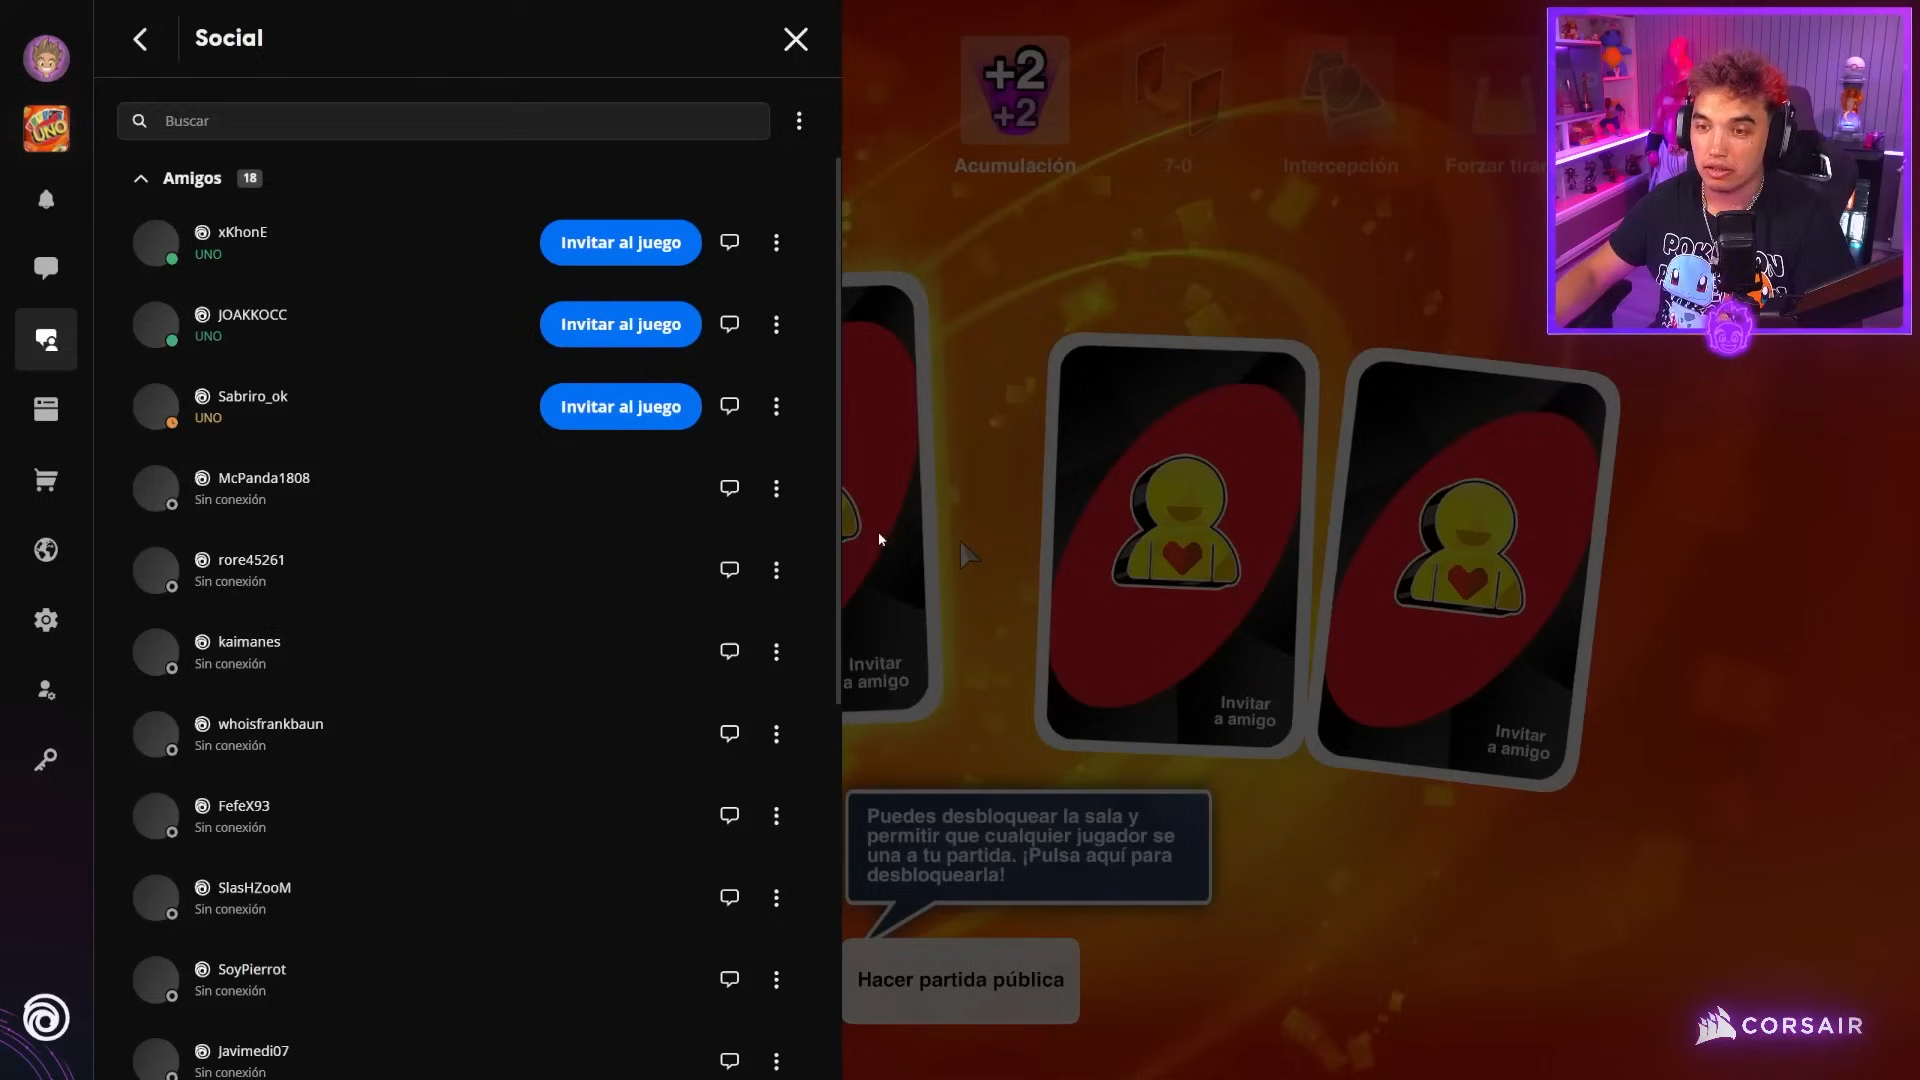 Social
Buscar
Amigos 18
xKhonE
UNO
Invitar al juego
JOAKKOCC
UNO
Invitar al juego
Sabriro_ok
UNO
Invitar al juego
McPanda1808
Sin conexión
rore45261
Sin conexión
kaimanes
Sin conexión
whoisfrankbaun
Sin conexión
FefeX93
Sin conexión
SlasHZooM
Sin conexión
SoyPierrot
Sin conexión
Javimedi07
Sin conexión
UNO
+2
+2
Acumulación
7-0
Intercepción
Forzar
Invitar
a amigo
Invitar
a amigo
Invitar
a amigo
Puedes desbloquear la sala y
permitir que cualquier jugador se
una a tu partida. ¡Pulsa aquí para
desbloquearla!
Hacer partida pública
CORSAIR